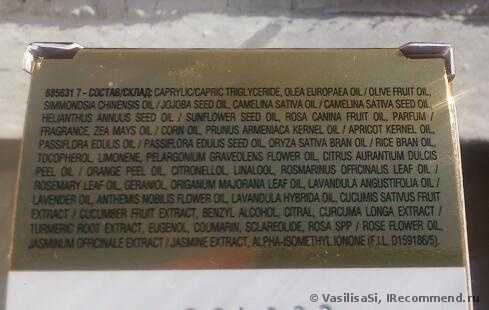 685631 7 - СОСТАВ/СКЛАД: CAPRYLIC/CAPRIC TRIGLYCERIDE, OLEA EUROPAEA OIL / OLIVE FRUIT OIL,
SIMMONDSIA CHINENSIS OIL / JOJOBA SEED OIL, CAMELINA SATIVA OIL / CAMELINA SATIVA SEED OIL,
HELIANTHUS ANNUUS SEED OIL / SUNFLOWER SEED OIL, ROSA CANINA FRUIT OIL, PARFUM /
FRAGRANCE, ZEA MAYS OIL / CORN OIL, PRUNUS ARMENIACA KERNEL OIL / APRICOT KERNEL OIL,
PASSIFLORA EDULIS OIL / PASSIFLORA EDULIS SEED OIL, ORYZA SATIVA BRAN OIL / RICE BRAN OIL,
TOCOPHEROL, LIMONENE, PELARGONIUM GRAVEOLENS FLOWER OIL, CITRUS AURANTIUM DULCIS
PEEL OIL / ORANGE PEEL OIL, CITRONELLOL, LINALOOL, ROSMARINUS OFFICINALIS LEAF OIL /
ROSEMARY LEAF OIL, GERANIOL, ORIGANUM MAJORANA LEAF OIL, LAVANDULA ANGUSTIFOLIA OIL /
LAVENDER OIL, ANTHEMIS NOBILIS FLOWER OIL, LAVANDULA HYBRIDA OIL, CUCUMIS SATIVUS FRUIT
EXTRACT / CUCUMBER FRUIT EXTRACT, BENZYL ALCOHOL, CITRAL, CURCUMA LONGA EXTRACT /
TURMERIC ROOT EXTRACT, EUGENOL, COUMARIN, SCLAREOLIDE, ROSA SPP / ROSE FLOWER OIL,
JASMINUM OFFICINALE EXTRACT / JASMINE EXTRACT, ALPHA-ISOMETHYL IONONE (F.I.L. D159186/5).
© VasilisaSi, IRecommend.ru